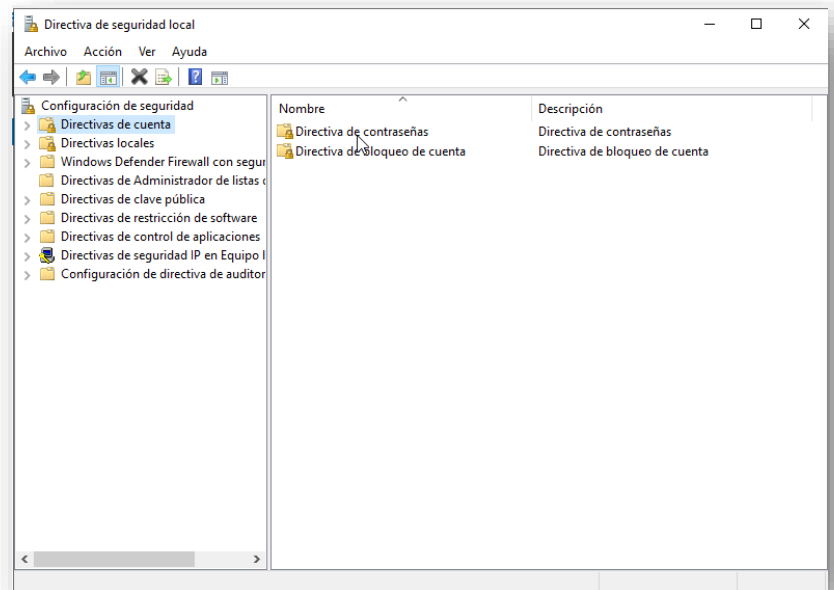 Directiva de seguridad local
Archivo Acción Ver Ayuda
Configuración de seguridad
Directivas de cuenta
Directivas locales
Windows Defender Firewall con segur
Directivas de Administrador de listas
Directivas de clave pública
Directivas de restricción de software
Directivas de control de aplicaciones
Directivas de seguridad IP en Equipo l
Configuración de directiva de auditor
Nombre Descripción
Directiva de contraseñas Directiva de contraseñas
Directiva de bloqueo de cuenta Directiva de bloqueo de cuenta